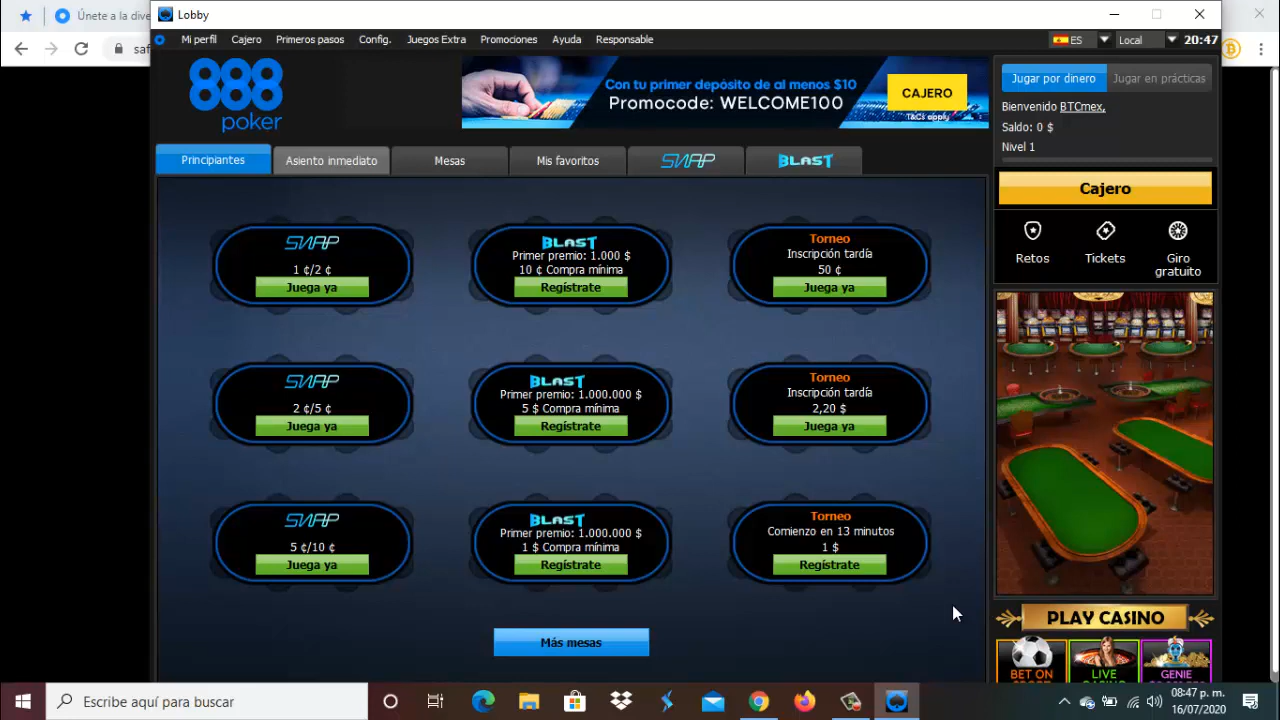 Únete a la dive
saf
Lobby
Mi perfil Cajero Primeros pasos Config. Juegos Extra Promociones Ayuda Responsable
ES Local 20:47
888
poker
Con tu primer depósito de al menos $10
Promocode: WELCOME100
CAJERO
T&Cs apply
Jugar por dinero Jugar en prácticas
Bienvenido BTCmex,
Saldo: 0 $
Nivel 1
Cajero
Retos Tickets Giro
gratuito
Principiantes Asiento inmediato Mesas Mis favoritos SNAP BLAST
SNAP
1 ¢/2 ¢
Juega ya
BLAST
Primer premio: 1.000 $
10 ¢ Compra mínima
Regístrate
Torneo
Inscripción tardía
50 ¢
Juega ya
SNAP
2 ¢/5 ¢
Juega ya
BLAST
Primer premio: 1.000.000 $
5 $ Compra mínima
Regístrate
Torneo
Inscripción tardía
2,20 $
Juega ya
SNAP
5 ¢/10 ¢
Juega ya
BLAST
Primer premio: 1.000.000 $
1 $ Compra mínima
Regístrate
Torneo
Comienzo en 13 minutos
1 $
Regístrate
Más mesas
PLAY CASINO
BET ON
LIVE
GENIE
Escribe aquí para buscar
08:47 p. m.
16/07/2020